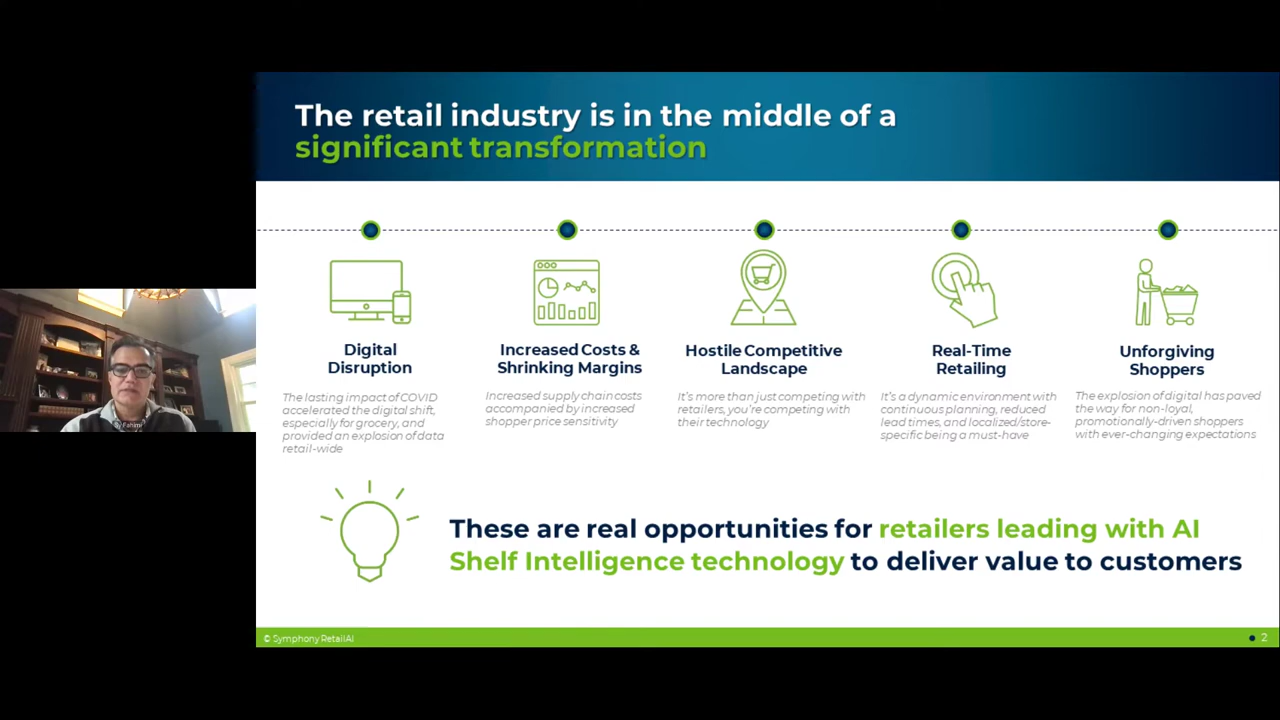 The retail industry is in the middle of a
significant transformation
Digital
Disruption
The lasting impact of COVID
accelerated the digital shift,
especially for grocery, and
provided an explosion of data
retail-wide
Increased Costs &
Shrinking Margins
Increased supply chain costs
accompanied by increased
shopper price sensitivity
Hostile Competitive
Landscape
It's more than just competing with
retailers, you're competing with
their technology
Real-Time
Retailing
It's a dynamic environment with
continuous planning, reduced
lead times, and localized/store-
specific being a must-have
Unforgiving
Shoppers
The explosion of digital has paved
the way for non-loyal,
promotionally-driven shoppers
with ever-changing expectations
Sy Fahimi
These are real opportunities for retailers leading with AI
Shelf Intelligence technology to deliver value to customers
© Symphony RetailAI
2